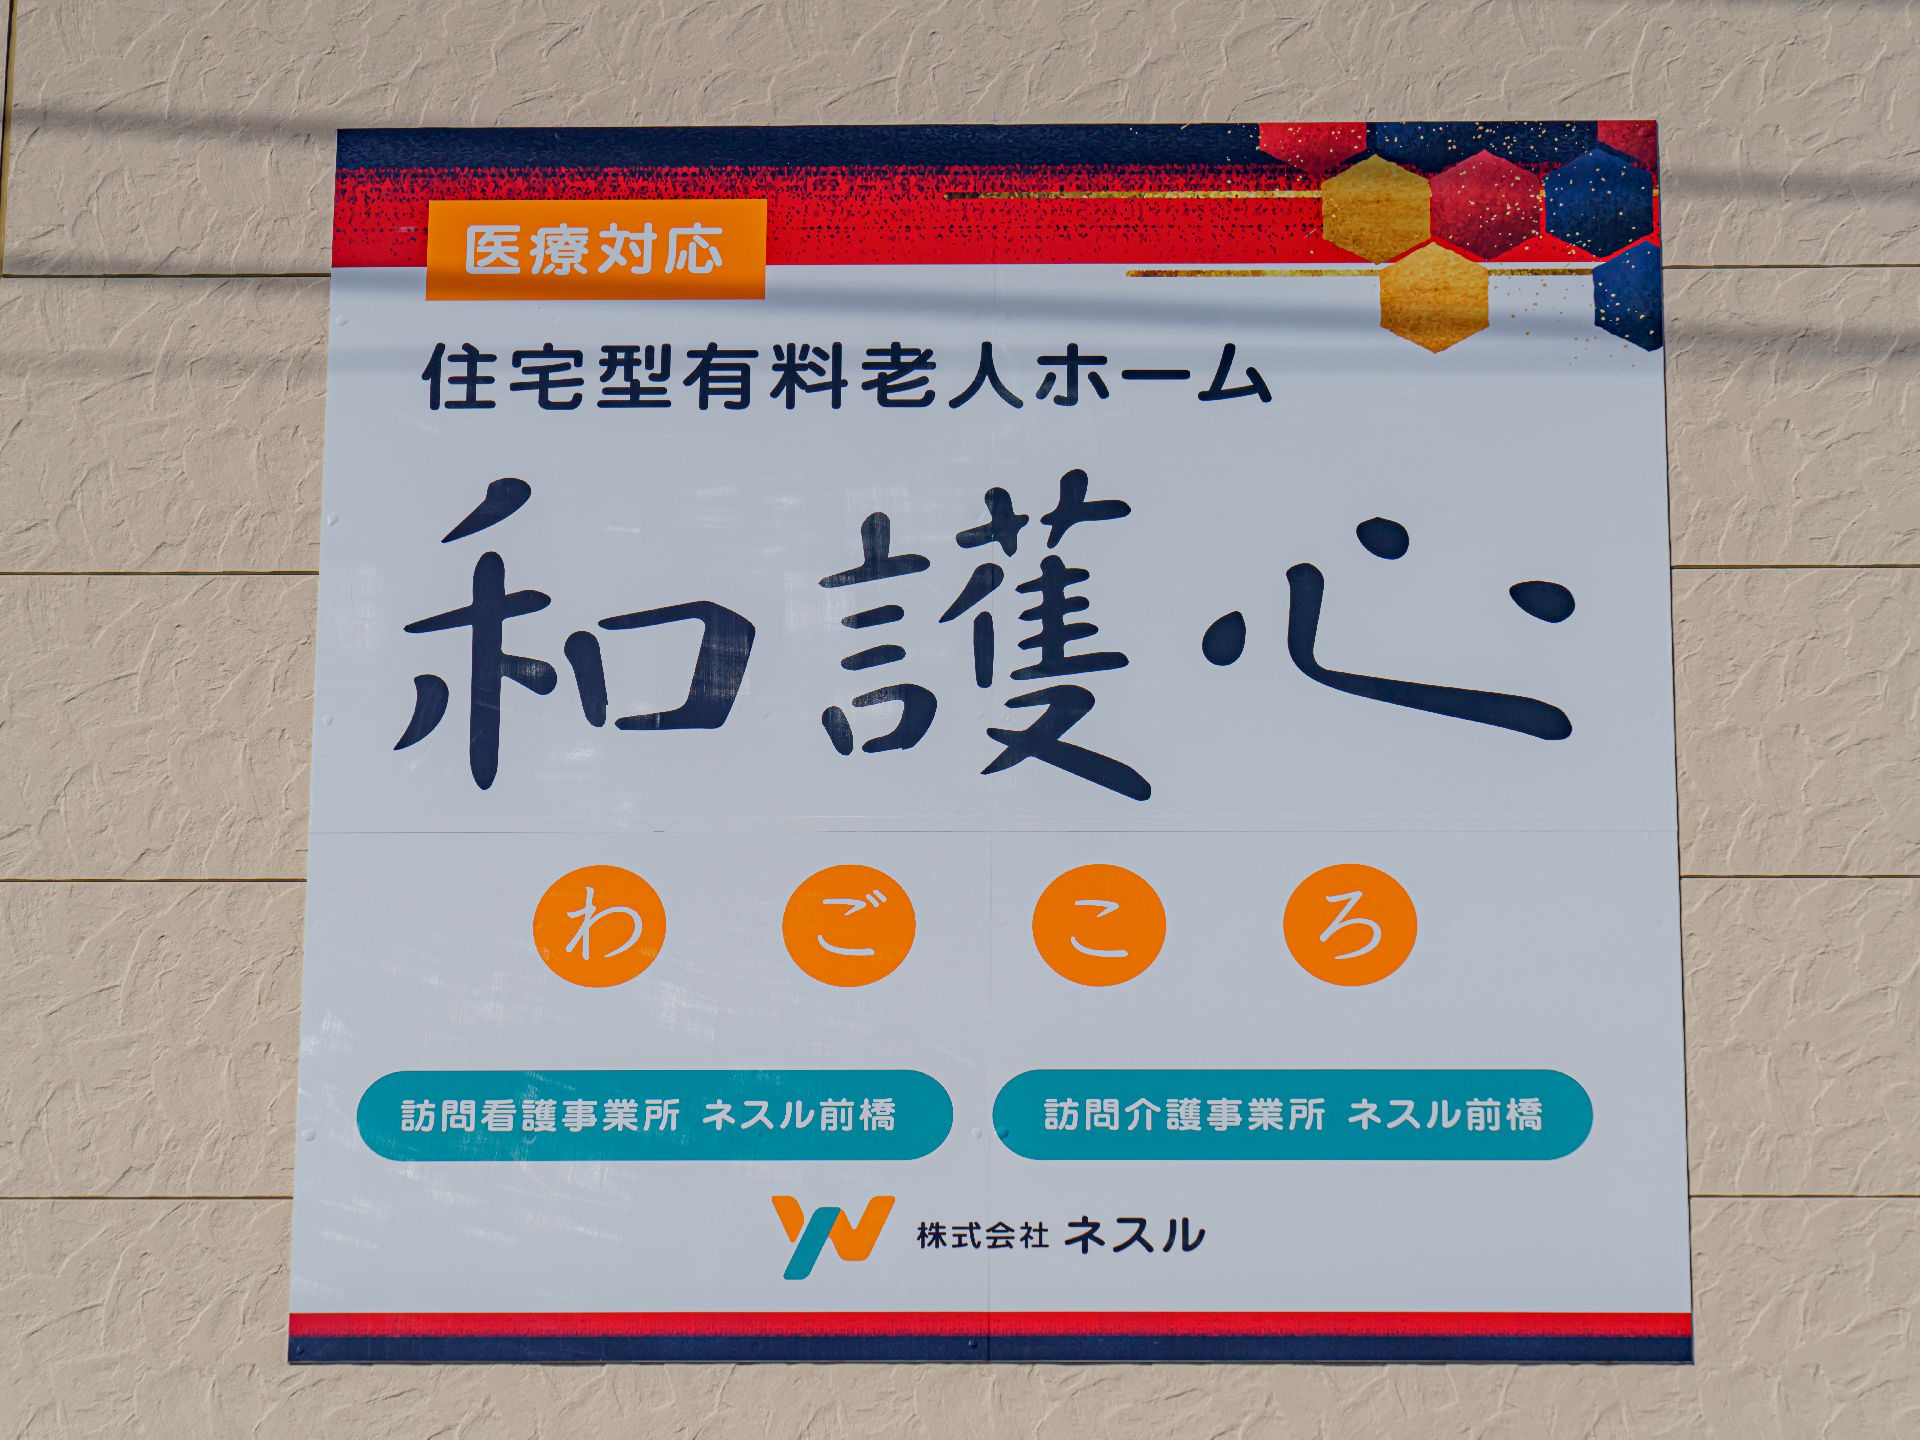 医療対応
住宅型有料老人ホーム
和護心
わごころ
訪問看護事業所 ネスル前橋
訪問介護事業所 ネスル前橋
株式会社 ネスル